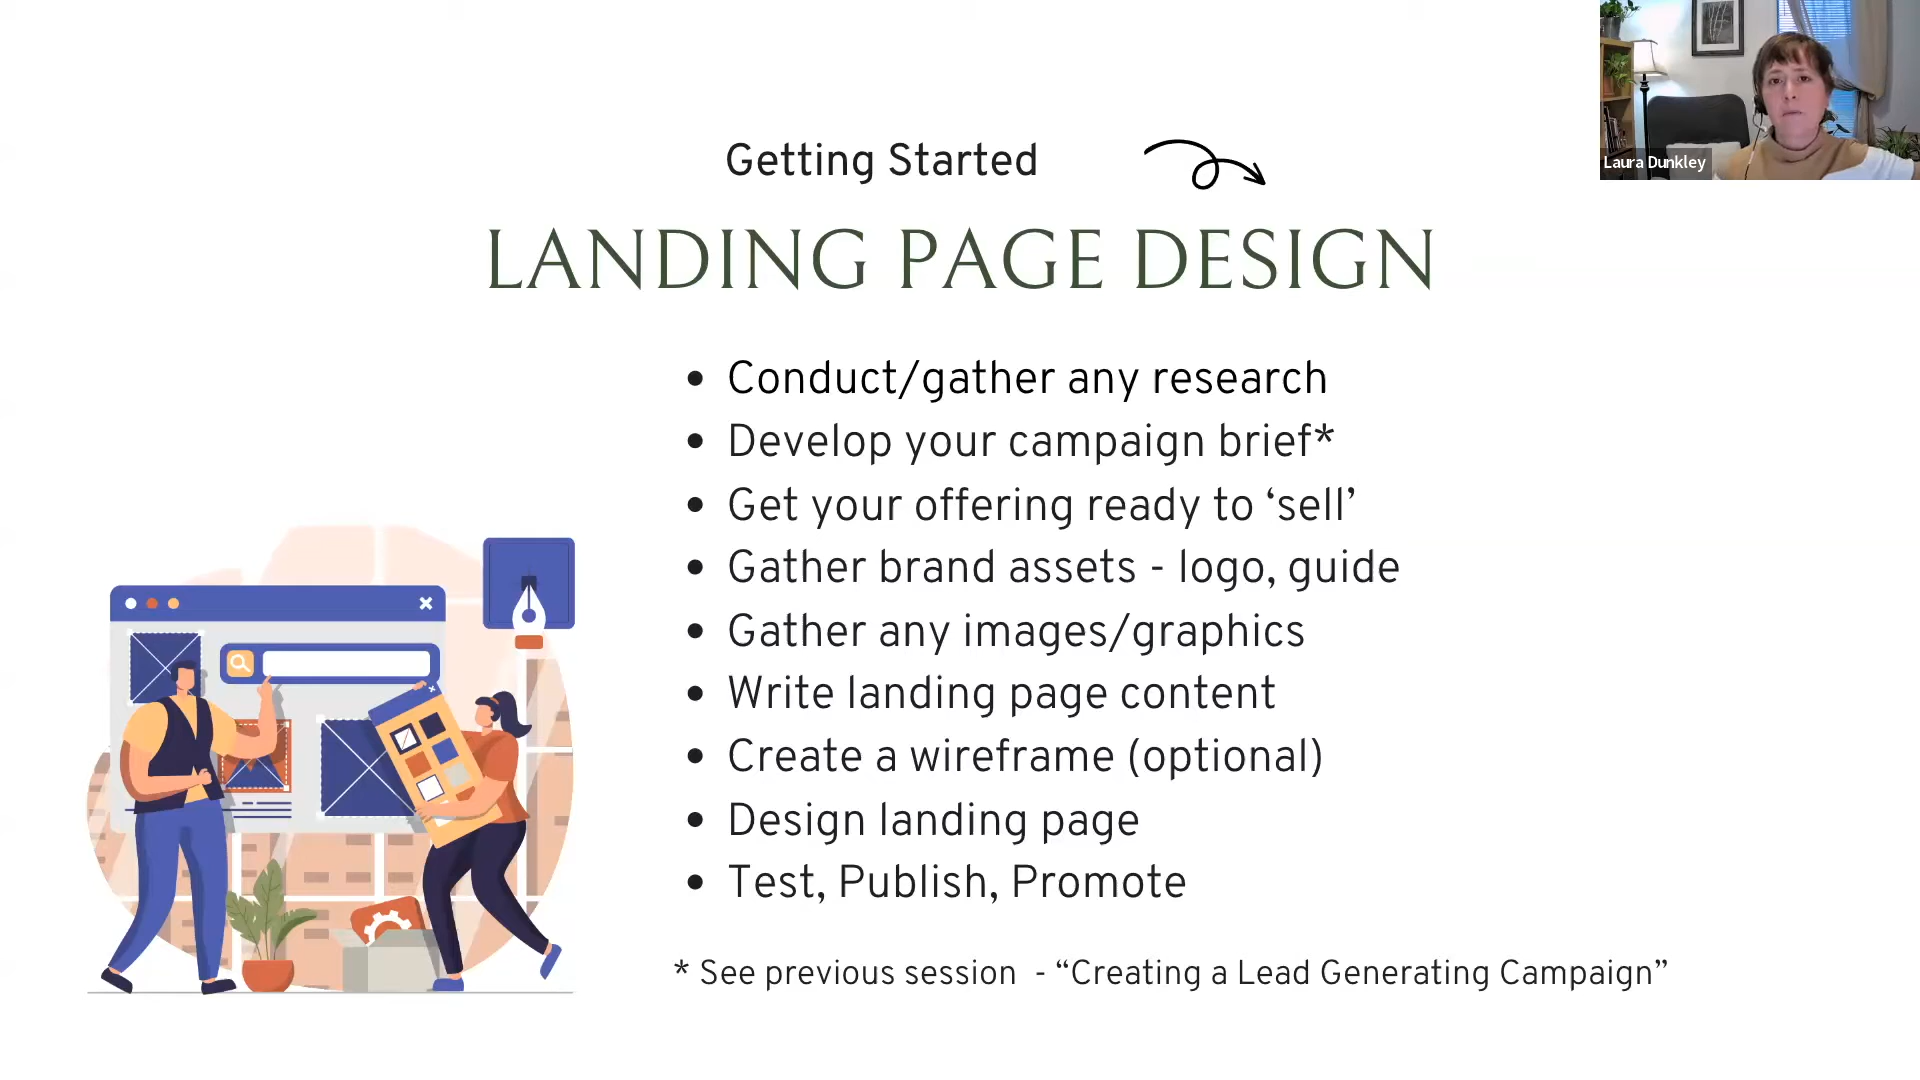 Getting Started
LANDING PAGE DESIGN
• Conduct/gather any research
• Develop your campaign brief*
• Get your offering ready to ‘sell’
• Gather brand assets - logo, guide
• Gather any images/graphics
• Write landing page content
• Create a wireframe (optional)
• Design landing page
• Test, Publish, Promote
* See previous session - “Creating a Lead Generating Campaign”
Laura Dunkley